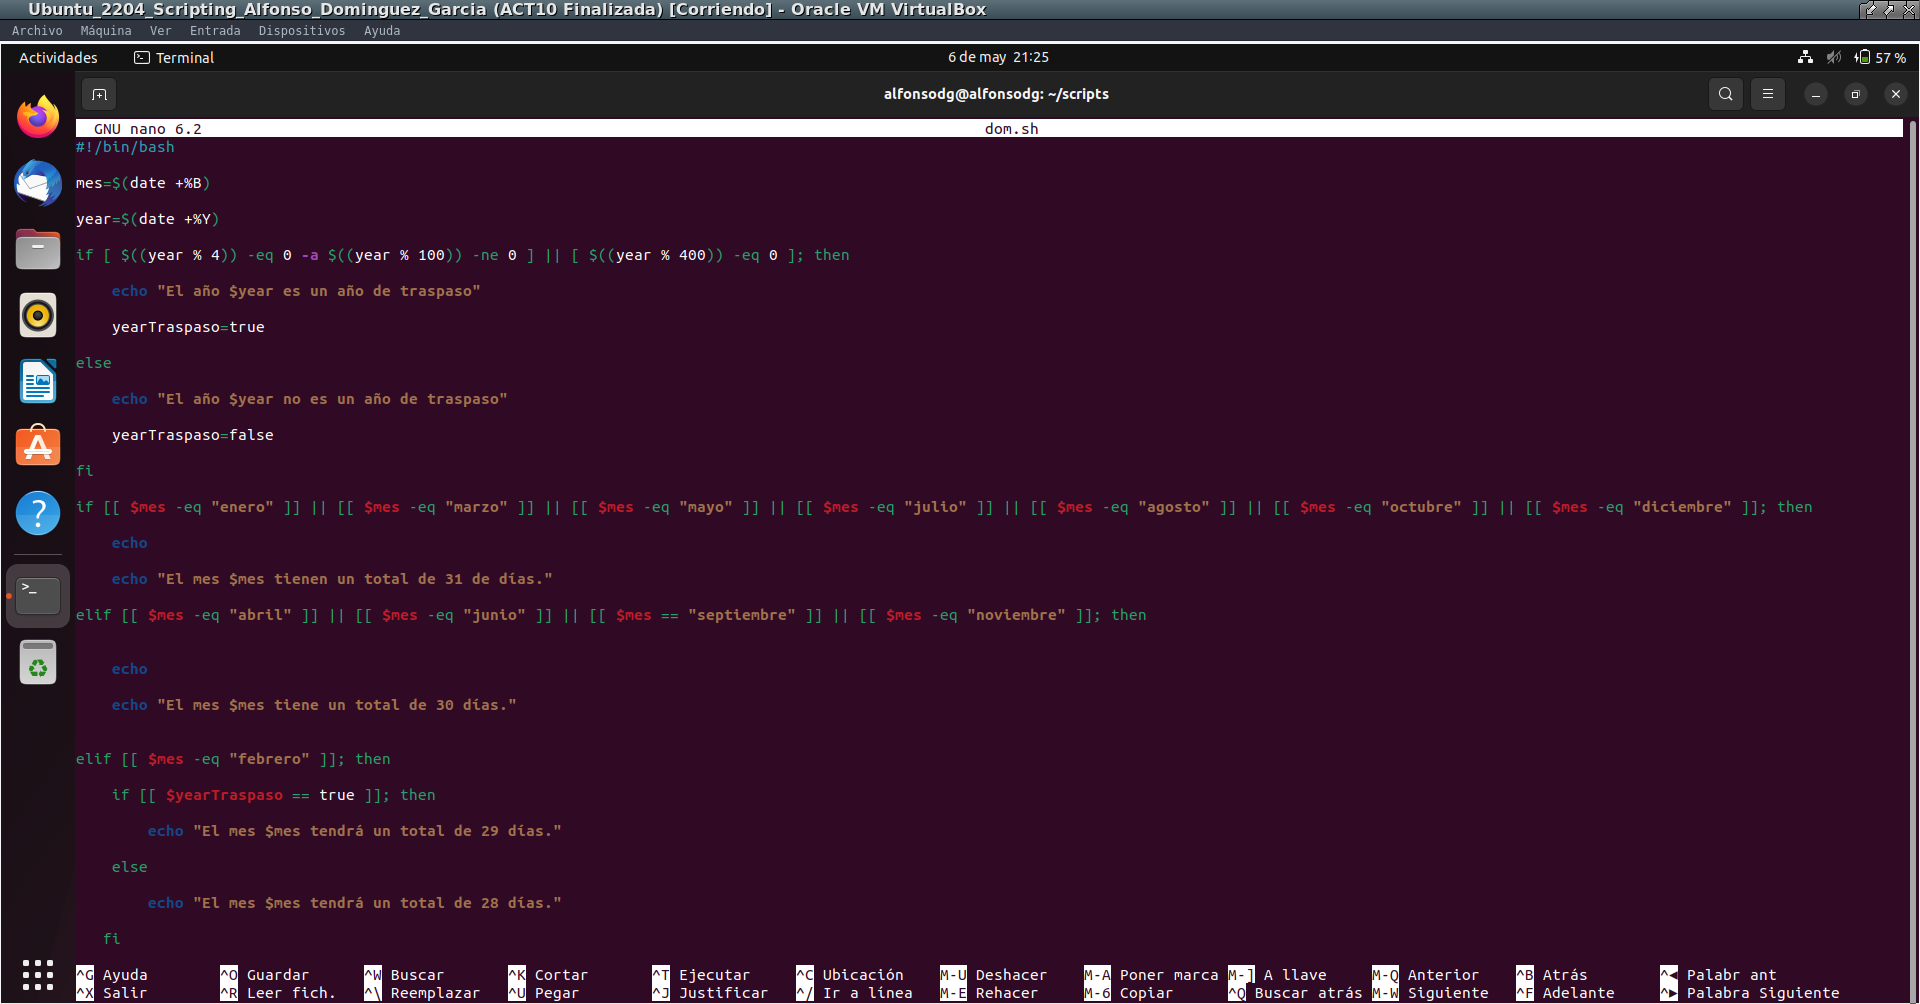 Ubuntu_2204_Scripting_Alfonso_Dominguez_Garcia (ACT10 Finalizada) [Corriendo] - Oracle VM VirtualBox
Archivo Máquina Ver Entrada Dispositivos Ayuda
Actividades Terminal 6 de may 21:25 57 %
alfonsodg@alfonsodg: ~/scripts
GNU nano 6.2 dom.sh
#!/bin/bash
mes=$(date +%B)
year=$(date +%Y)
if [ $((year % 4)) -eq 0 -a $((year % 100)) -ne 0 ] || [ $((year % 400)) -eq 0 ]; then
    echo "El año $year es un año de traspaso"
    yearTraspaso=true
else
    echo "El año $year no es un año de traspaso"
    yearTraspaso=false
fi
if [[ $mes -eq "enero" ]] || [[ $mes -eq "marzo" ]] || [[ $mes -eq "mayo" ]] || [[ $mes -eq "julio" ]] || [[ $mes -eq "agosto" ]] || [[ $mes -eq "octubre" ]] || [[ $mes -eq "diciembre" ]]; then
    echo
    echo "El mes $mes tienen un total de 31 de días."
elif [[ $mes -eq "abril" ]] || [[ $mes -eq "junio" ]] || [[ $mes == "septiembre" ]] || [[ $mes -eq "noviembre" ]]; then
    echo
    echo "El mes $mes tiene un total de 30 días."
elif [[ $mes -eq "febrero" ]]; then
    if [[ $yearTraspaso == true ]]; then
        echo "El mes $mes tendrá un total de 29 días."
    else
        echo "El mes $mes tendrá un total de 28 días."
   fi
^G Ayuda ^O Guardar ^W Buscar ^K Cortar ^T Ejecutar ^C Ubicación M-U Deshacer M-A Poner marca M-] A llave M-Q Anterior ^B Atrás ^◄ Palabr ant
^X Salir ^R Leer fich. ^\ Reemplazar ^U Pegar ^J Justificar ^/ Ir a línea M-E Rehacer M-6 Copiar ^Q Buscar atrás M-W Siguiente ^F Adelante ^► Palabra Siguiente